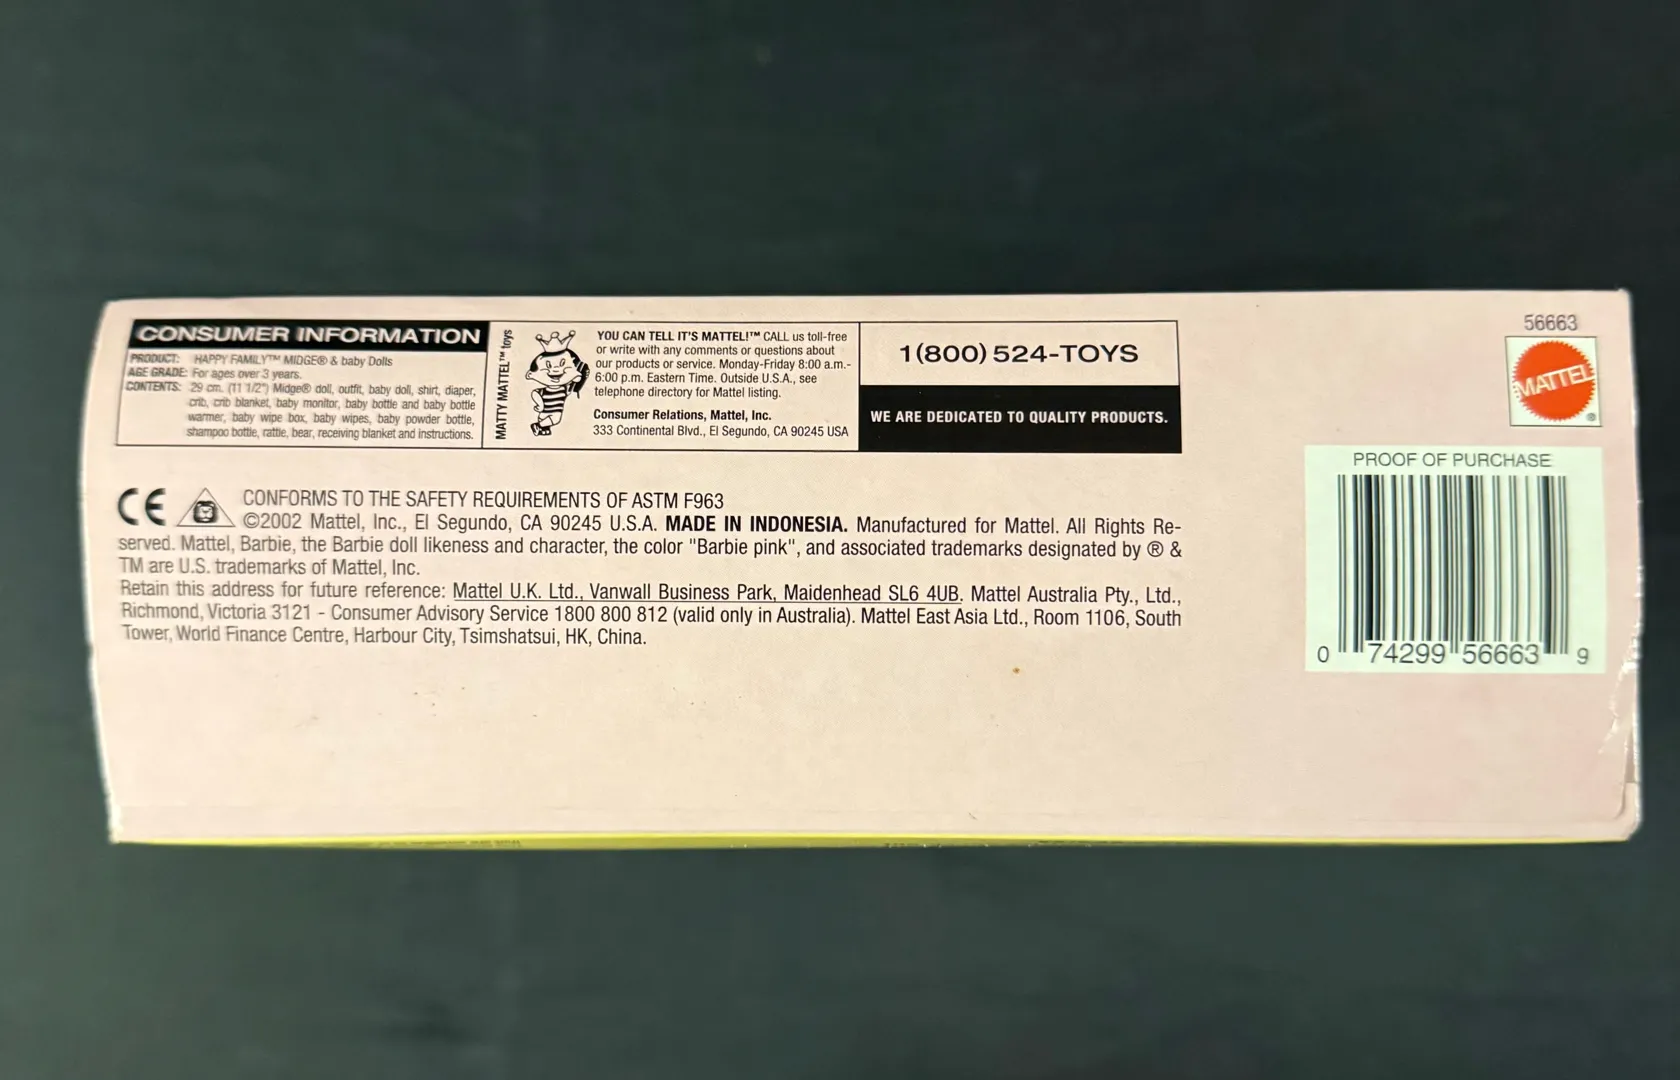 CONSUMER INFORMATION
PRODUCT: HAPPY FAMILY™ MIDGE® & baby Dolls
AGE GRADE: For ages over 3 years.
CONTENTS: 29 cm. (11 1/2") Midge® doll, outfit, baby doll, shirt, diaper,
crib, crib blanket, baby monitor, baby bottle and baby bottle
warmer, baby wipe box, baby wipes, baby powder bottle,
shampoo bottle, rattle, bear, receiving blanket and instructions.
MATTY MATTEL™ toys
YOU CAN TELL IT'S MATTEL!™ CALL us toll-free
or write with any comments or questions about
our products or service. Monday-Friday 8:00 a.m.-
6:00 p.m. Eastern Time. Outside U.S.A., see
telephone directory for Mattel listing.
Consumer Relations, Mattel, Inc.
333 Continental Blvd., El Segundo, CA 90245 USA
1(800) 524-TOYS
WE ARE DEDICATED TO QUALITY PRODUCTS.
56663
MATTEL
®
CE
CONFORMS TO THE SAFETY REQUIREMENTS OF ASTM F963
©2002 Mattel, Inc., El Segundo, CA 90245 U.S.A. MADE IN INDONESIA. Manufactured for Mattel. All Rights Re-
served. Mattel, Barbie, the Barbie doll likeness and character, the color "Barbie pink", and associated trademarks designated by ® &
TM are U.S. trademarks of Mattel, Inc.
Retain this address for future reference: Mattel U.K. Ltd., Vanwall Business Park, Maidenhead SL6 4UB. Mattel Australia Pty., Ltd.,
Richmond, Victoria 3121 - Consumer Advisory Service 1800 800 812 (valid only in Australia). Mattel East Asia Ltd., Room 1106, South
Tower, World Finance Centre, Harbour City, Tsimshatsui, HK, China.
PROOF OF PURCHASE
0 74299 56663 9